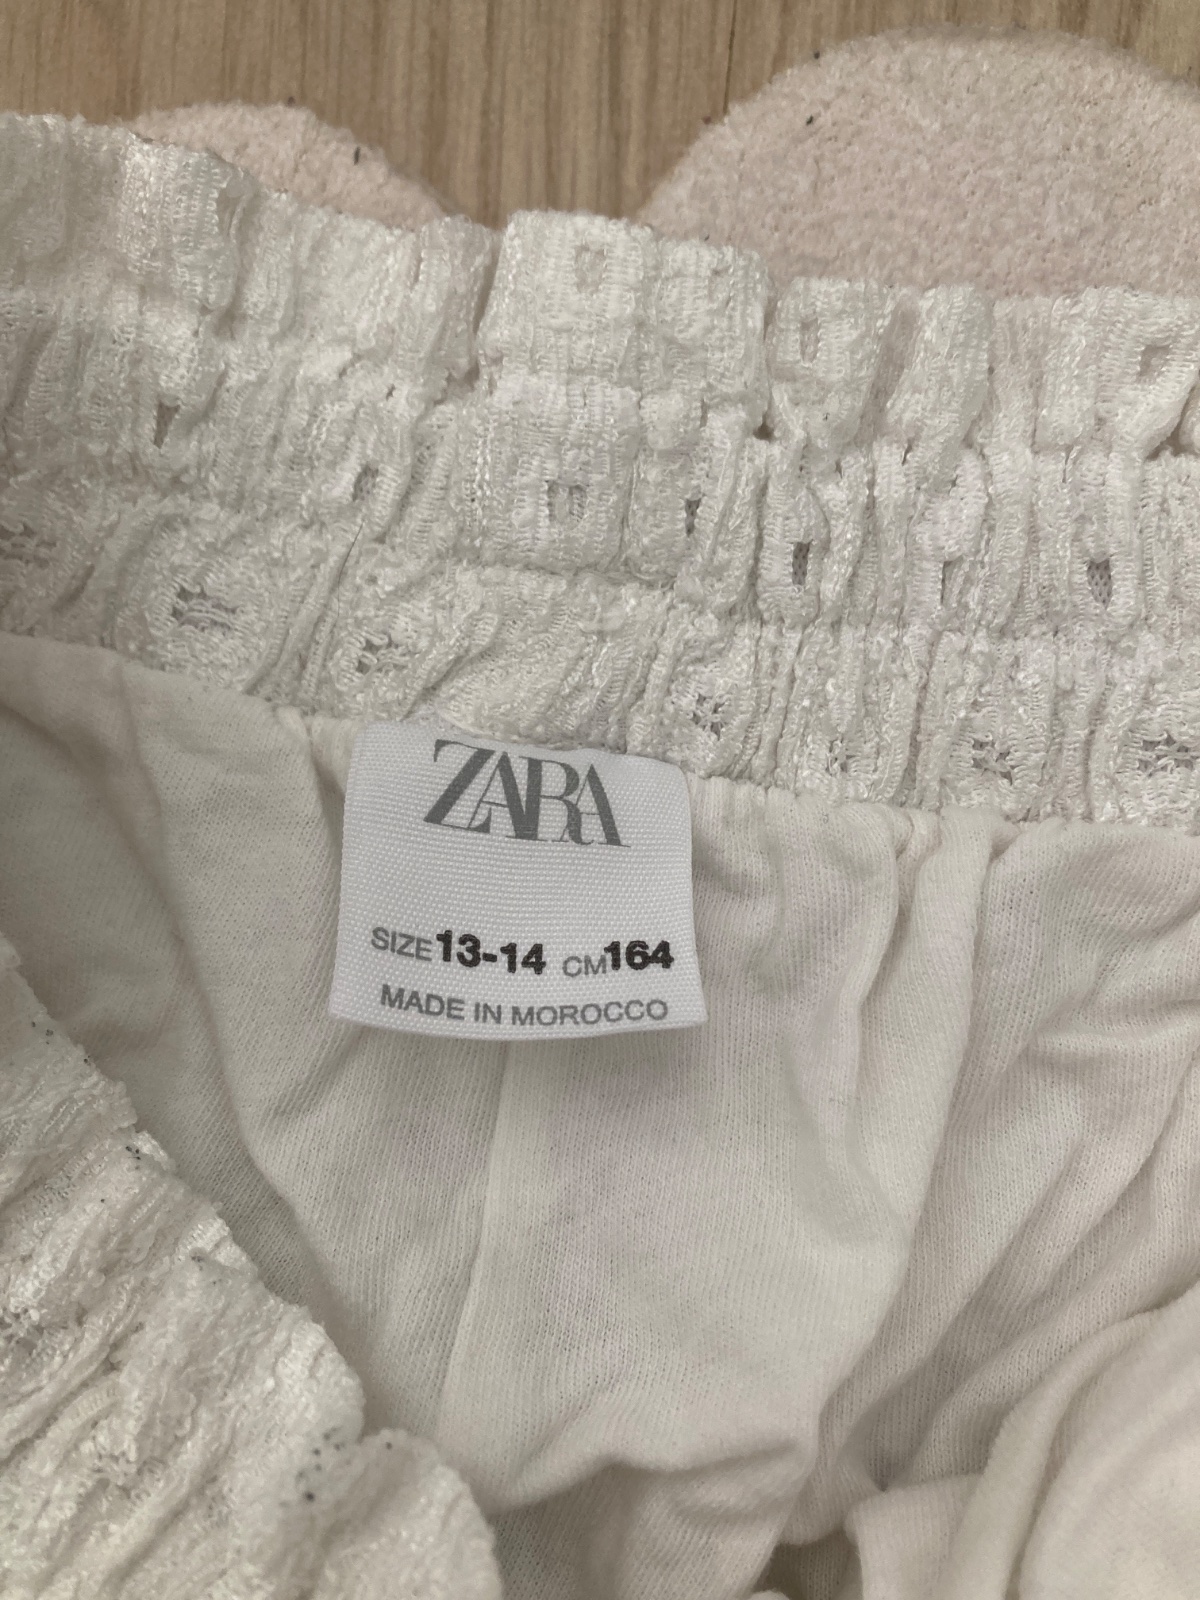 ZARA
SIZE 13-14 CM 164
MADE IN MOROCCO